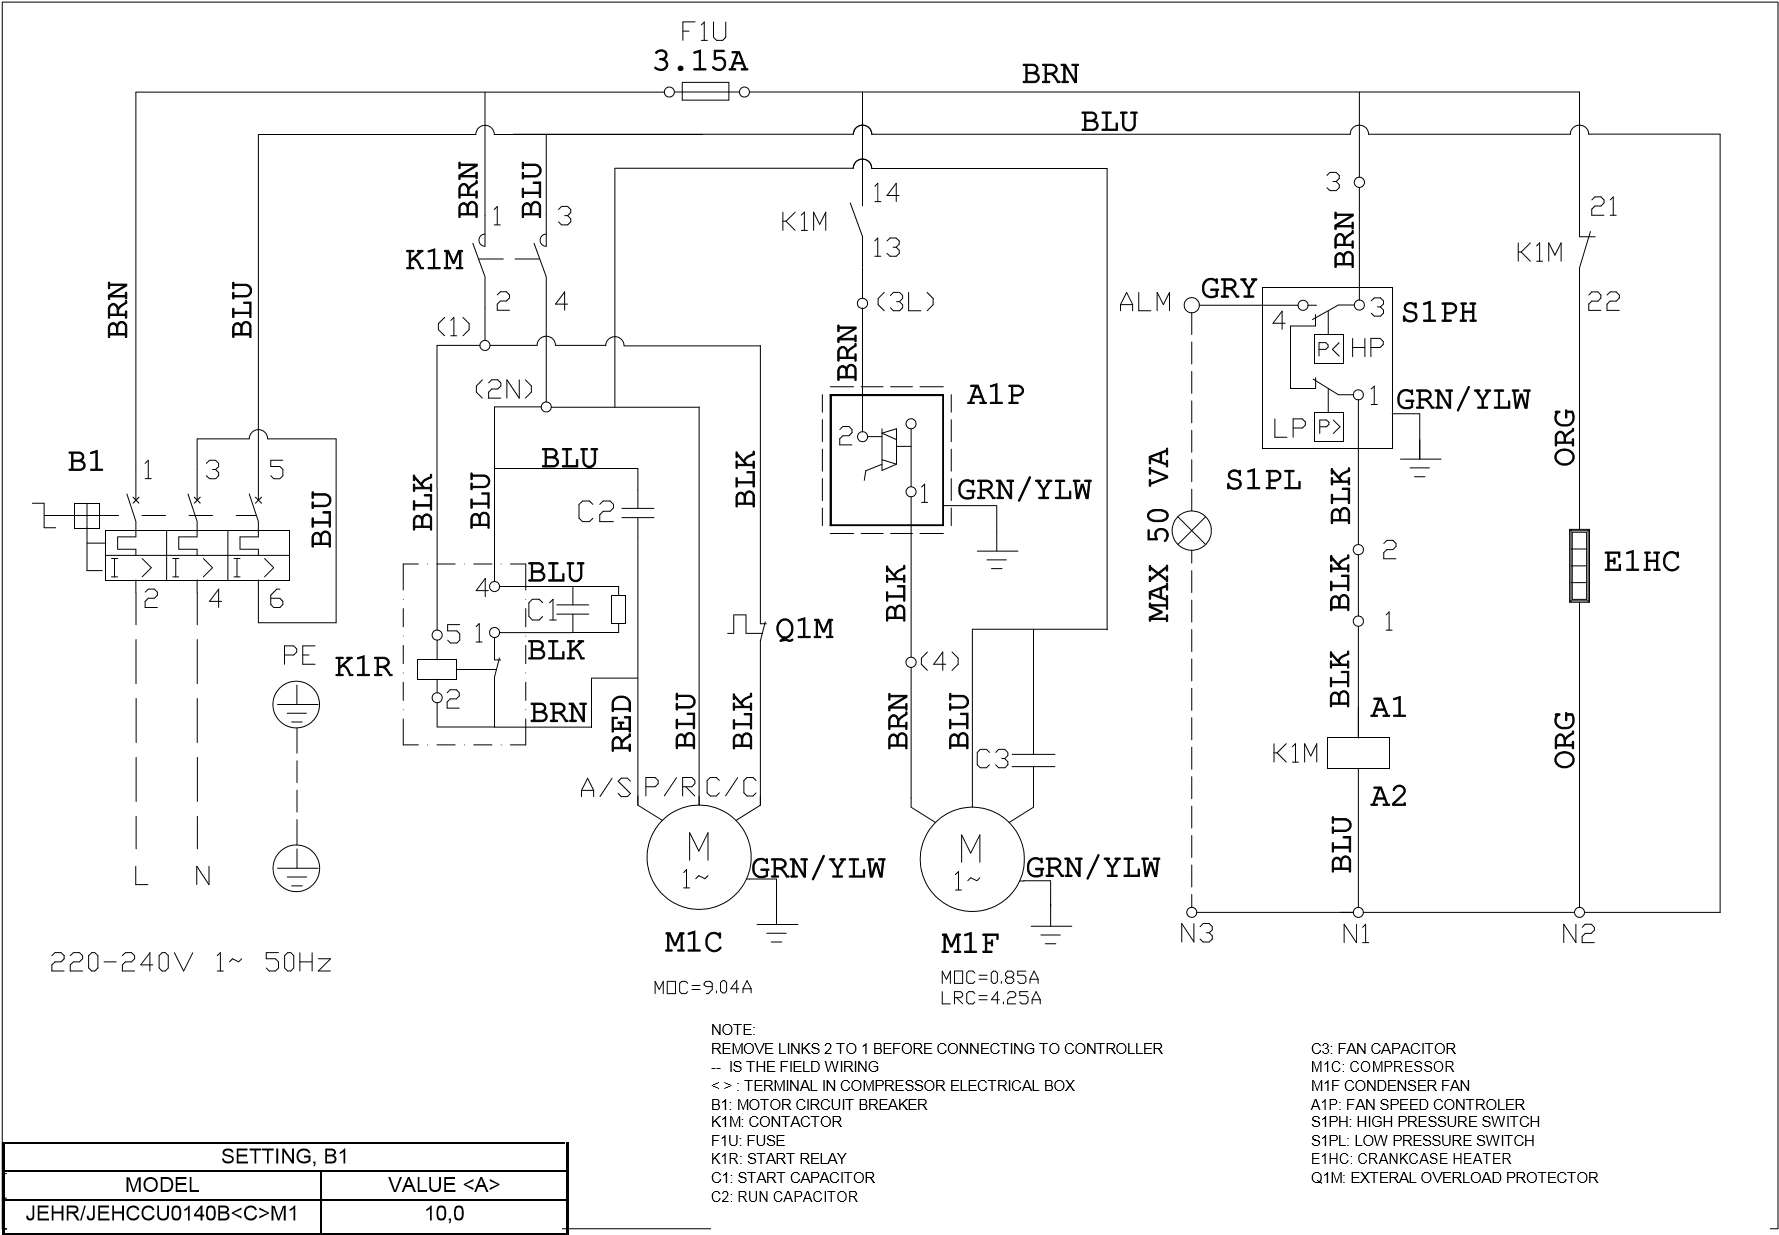 F1U
3.15A
BRN
BLU
BRN
BLU
1
3
K1M
2
4
(1)
(2N)
BRN
BLU
14
K1M
13
(3L)
BRN
A1P
2
1
GRN/YLW
3
BRN
ALM
GRY
4
3
S1PH
P<
HP
1
GRN/YLW
LP
P>
S1PL
21
K1M
22
ORG
B1
1
3
5
BLU
I >
I >
I >
2
4
6
PE
L
N
220-240V 1~ 50Hz
BLK
BLU
BLU
C2
BLK
4
BLU
C1
5
1
BLK
K1R
2
BRN
RED
BLU
BLK
Q1M
A/S
P/R
C/C
M
1~
GRN/YLW
M1C
MOC=9.04A
BLK
(4)
BRN
BLU
C3
M
1~
GRN/YLW
M1F
MOC=0.85A
LRC=4.25A
MAX 50 VA
BLK
2
BLK
1
BLK
A1
K1M
A2
BLU
E1HC
ORG
N3
N1
N2
NOTE:
REMOVE LINKS 2 TO 1 BEFORE CONNECTING TO CONTROLLER
-- IS THE FIELD WIRING
< > : TERMINAL IN COMPRESSOR ELECTRICAL BOX
B1: MOTOR CIRCUIT BREAKER
K1M: CONTACTOR
F1U: FUSE
K1R: START RELAY
C1: START CAPACITOR
C2: RUN CAPACITOR
C3: FAN CAPACITOR
M1C: COMPRESSOR
M1F CONDENSER FAN
A1P: FAN SPEED CONTROLER
S1PH: HIGH PRESSURE SWITCH
S1PL: LOW PRESSURE SWITCH
E1HC: CRANKCASE HEATER
Q1M: EXTERAL OVERLOAD PROTECTOR
SETTING, B1
MODEL VALUE <A>
JEHR/JEHCCU0140B<C>M1 10,0